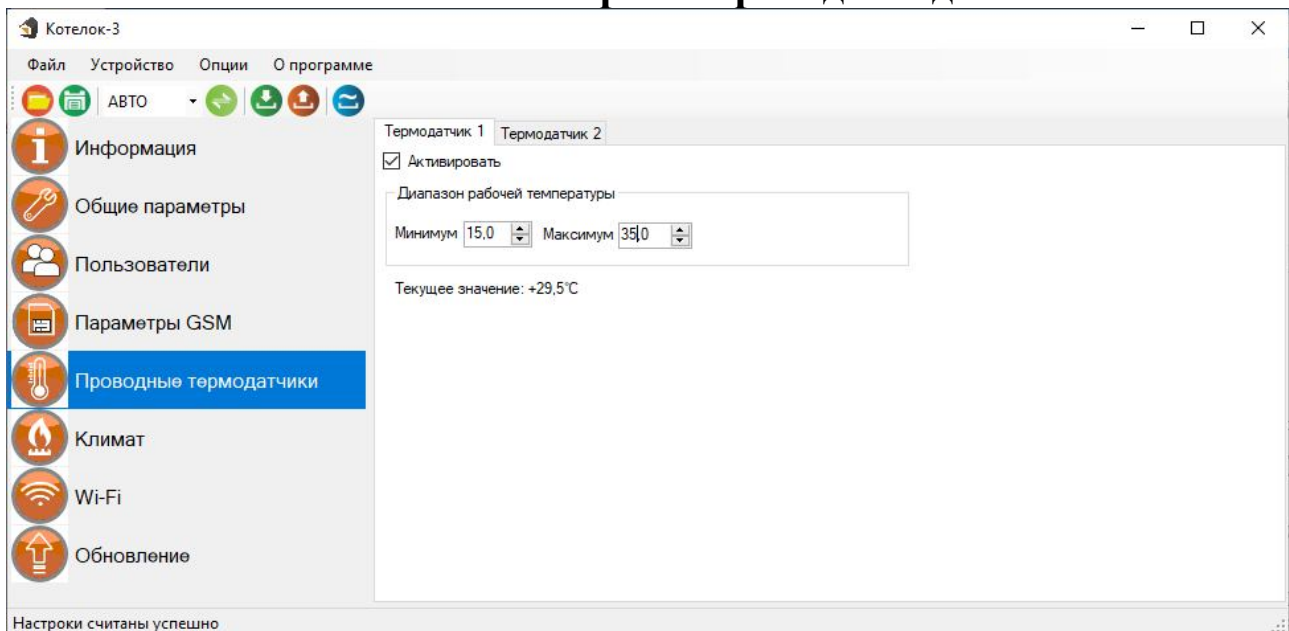 Котелок-3
Файл Устройство Опции О программе
АВТО
Информация
Общие параметры
Пользователи
Параметры GSM
Проводные термодатчики
Климат
Wi-Fi
Обновление
Термодатчик 1 Термодатчик 2
Активировать
Диапазон рабочей температуры
Минимум 15,0 Максимум 35,0
Текущее значение: +29,5°C
Настроки считаны успешно